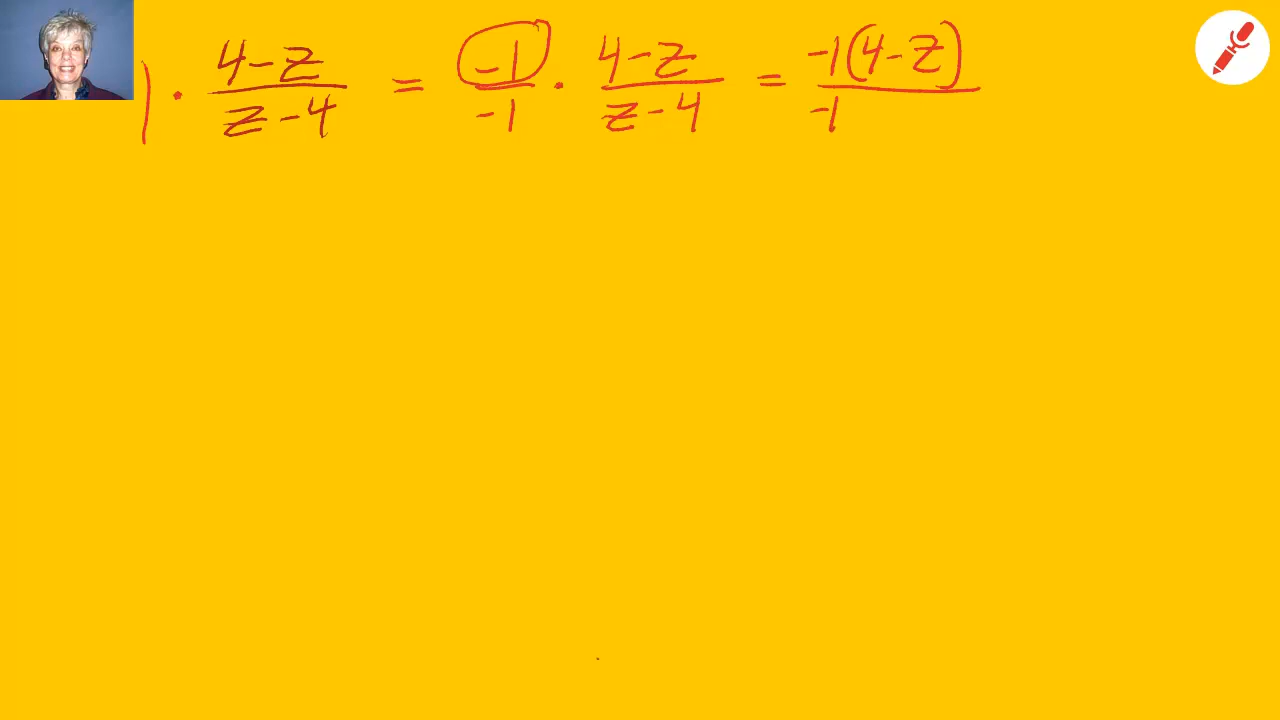 1 · 4-z/z-4 = -1/-1 · 4-z/z-4 = -1(4-z)/-1